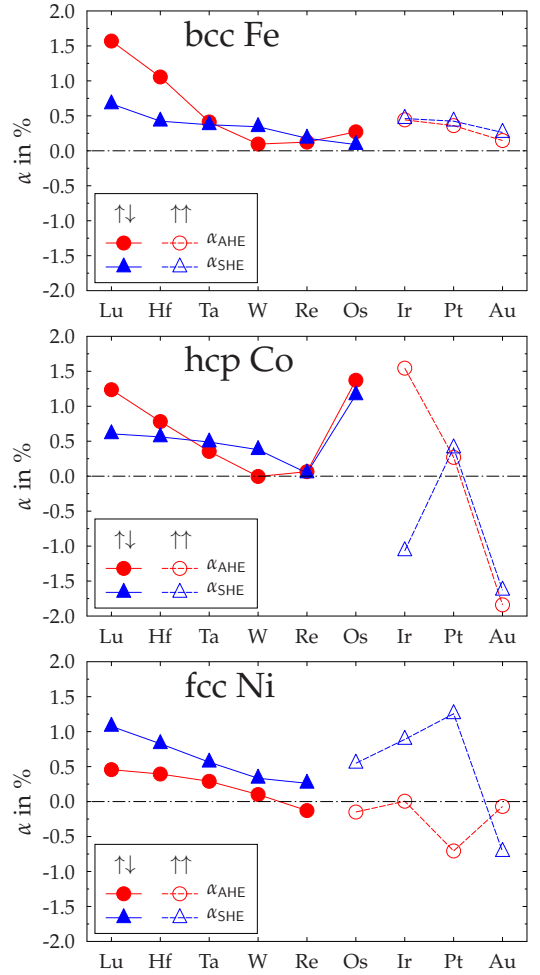 bcc Fe
2.0
1.5
1.0
0.5
0.0
-0.5
-1.0
-1.5
-2.0
α in %
↑↓ ↑↑
αAHE
αSHE
Lu Hf Ta W Re Os Ir Pt Au
hcp Co
2.0
1.5
1.0
0.5
0.0
-0.5
-1.0
-1.5
-2.0
α in %
↑↓ ↑↑
αAHE
αSHE
Lu Hf Ta W Re Os Ir Pt Au
fcc Ni
2.0
1.5
1.0
0.5
0.0
-0.5
-1.0
-1.5
-2.0
α in %
↑↓ ↑↑
αAHE
αSHE
Lu Hf Ta W Re Os Ir Pt Au